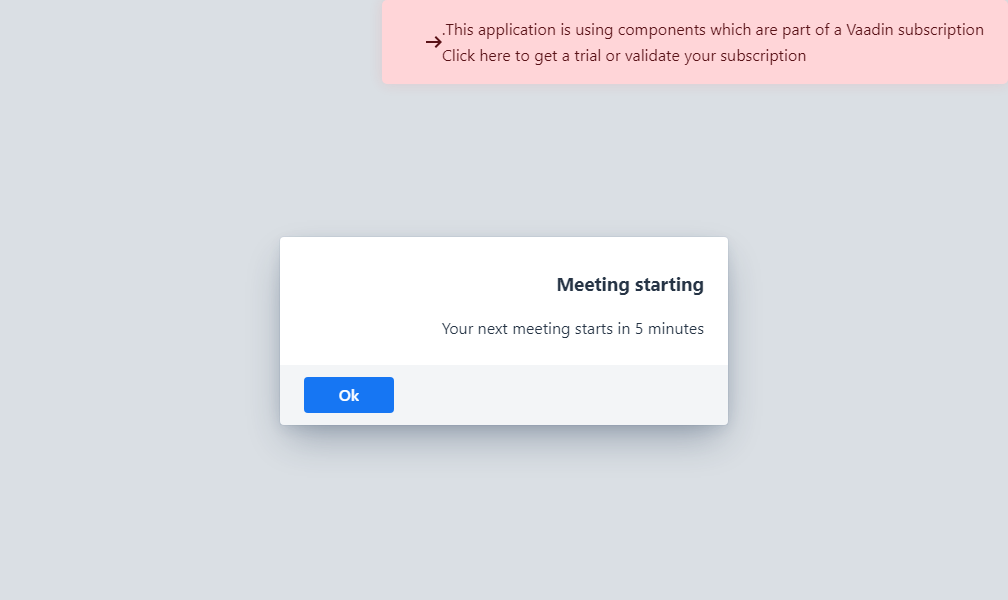 .This application is using components which are part of a Vaadin subscription
Click here to get a trial or validate your subscription
Meeting starting
Your next meeting starts in 5 minutes
Ok